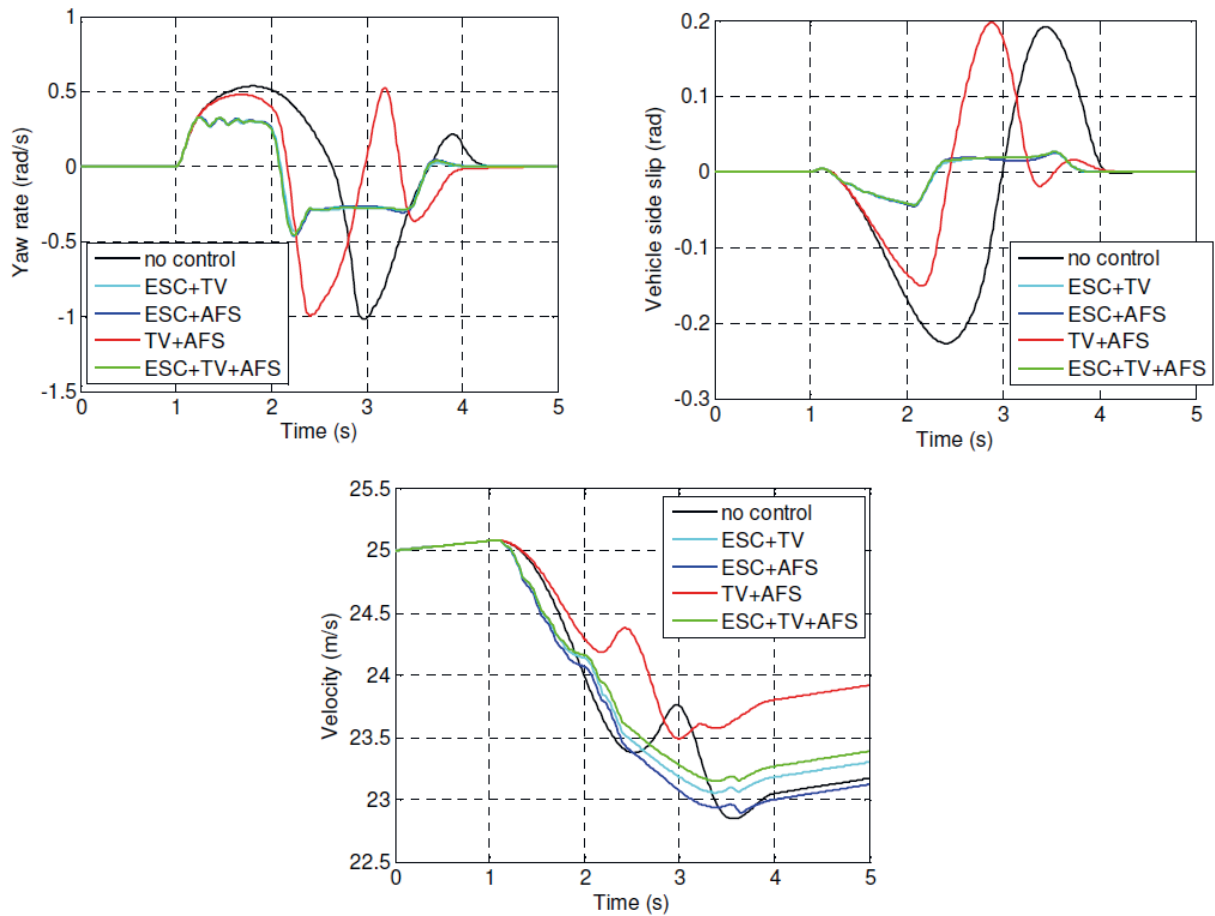 1
0.5
0
-0.5
-1
-1.5
Yaw rate (rad/s)
no control
ESC+TV
ESC+AFS
TV+AFS
ESC+TV+AFS
0 1 2 3 4 5
Time (s)
0.2
0.1
0
-0.1
-0.2
-0.3
Vehicle side slip (rad)
no control
ESC+TV
ESC+AFS
TV+AFS
ESC+TV+AFS
0 1 2 3 4 5
Time (s)
25.5
25
24.5
24
23.5
23
22.5
Velocity (m/s)
no control
ESC+TV
ESC+AFS
TV+AFS
ESC+TV+AFS
0 1 2 3 4 5
Time (s)